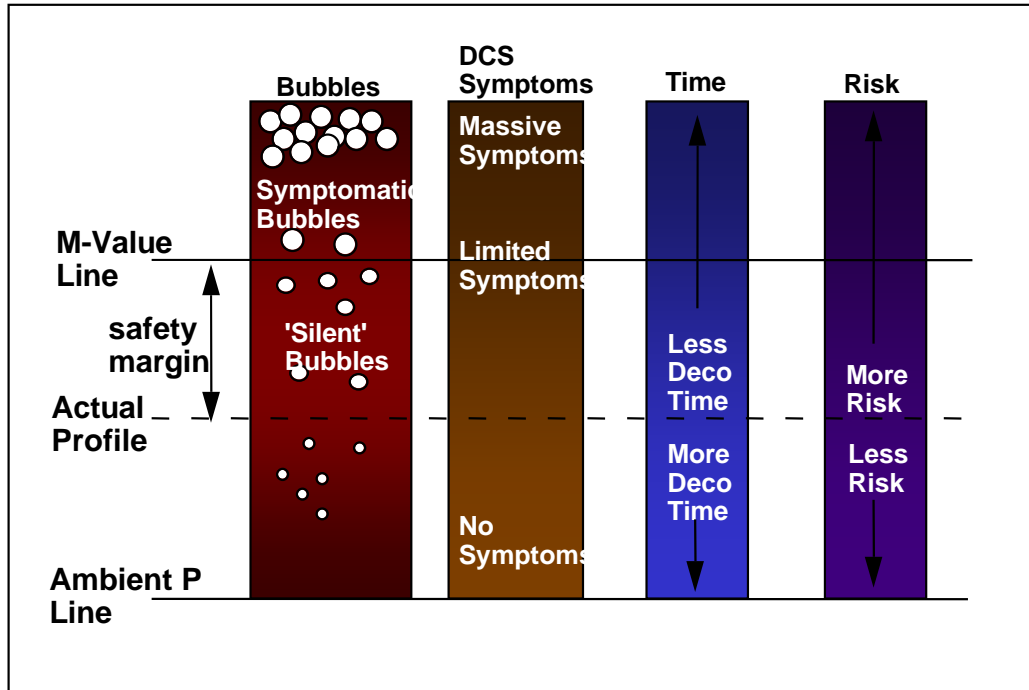 Bubbles
DCS
Symptoms
Time
Risk
Massive
Symptoms
Symptomatic
Bubbles
M-Value
Line
Limited
Symptoms
safety
margin
'Silent'
Bubbles
Less
Deco
Time
More
Risk
Actual
Profile
More
Deco
Time
Less
Risk
No
Symptoms
Ambient P
Line